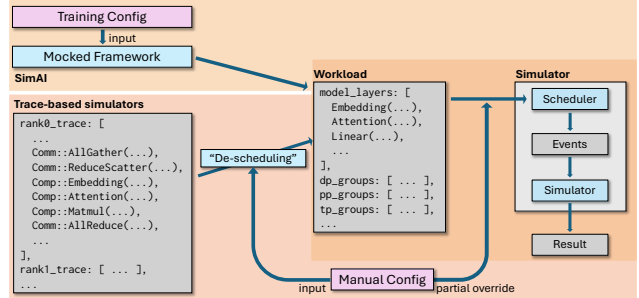 Training Config
input
Mocked Framework
SimAI
Trace-based simulators
rank0_trace: [
...
Comm::AllGather(...),
Comm::ReduceScatter(...),
Comp::Embedding(...),
Comp::Attention(...),
Comp::Matmul(...),
Comm::AllReduce(...),
...
],
rank1_trace: [ ... ],
...
“De-scheduling”
Workload
model_layers: [
Embedding(...),
Attention(...),
Linear(...),
...
],
dp_groups: [ ... ],
pp_groups: [ ... ],
tp_groups: [ ... ],
...
Simulator
Scheduler
Events
Simulator
Result
Manual Config
input
partial override